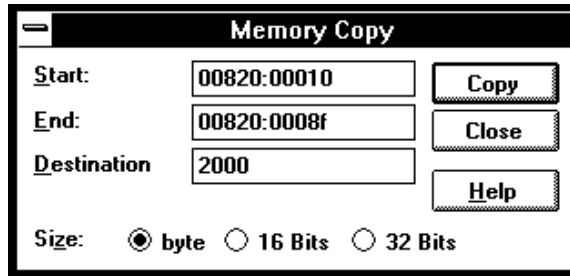 Memory Copy
Start: 00820:00010 Copy
End: 00820:0008f Close
Destination 2000
Help
Size: byte 16 Bits 32 Bits